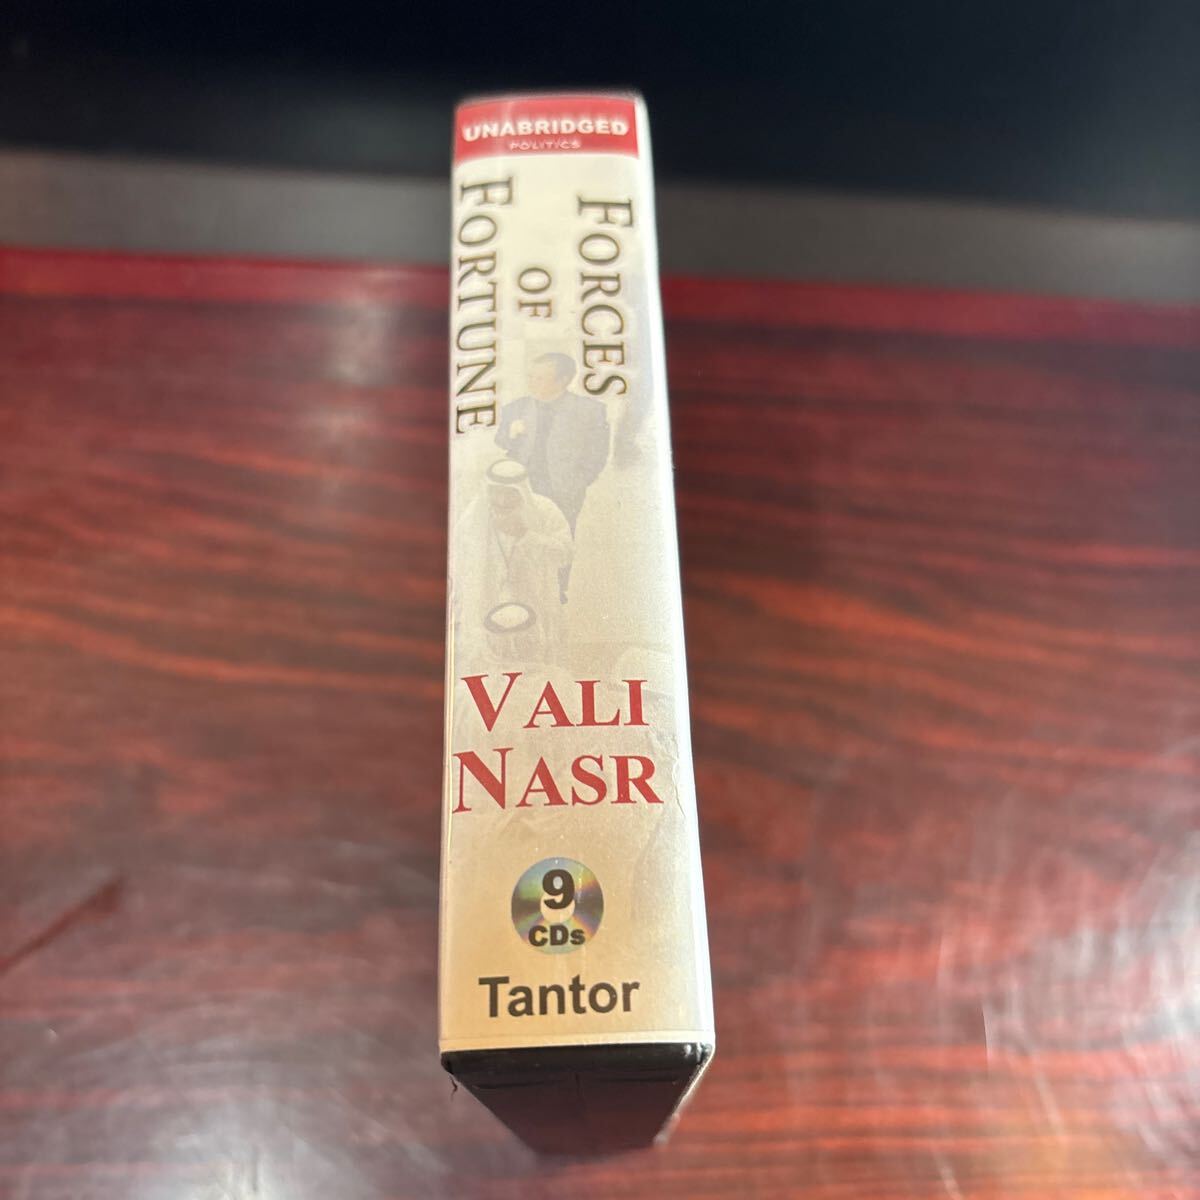 UNABRIDGED
POLITICS
FORCES
OF
FORTUNE
VALI
NASR
9
CDs
Tantor